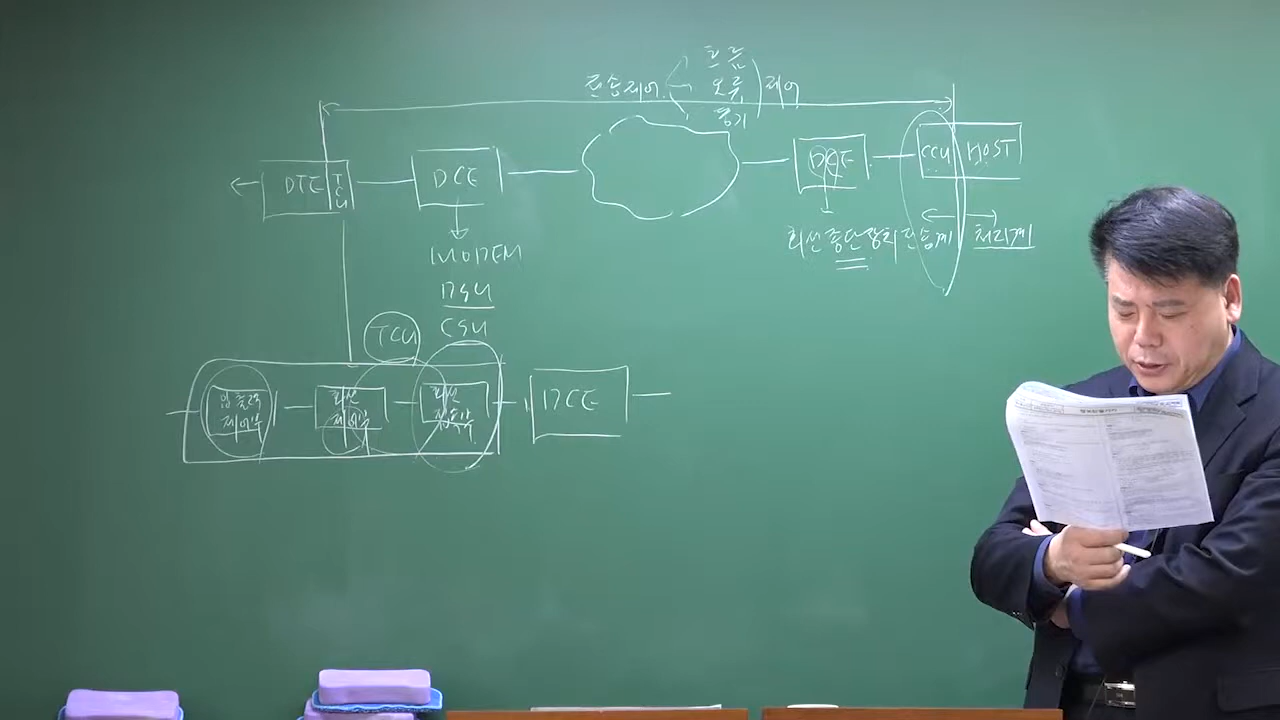 흐름
전송제어 오류 제어
동기
DTE TCU DCE DCE CCU HOST
회선종단장치 전송계 처리계
MODEM
DSU
CSU
TCU
입출력 제어부 회선 제어부 회선 접속부 DCE